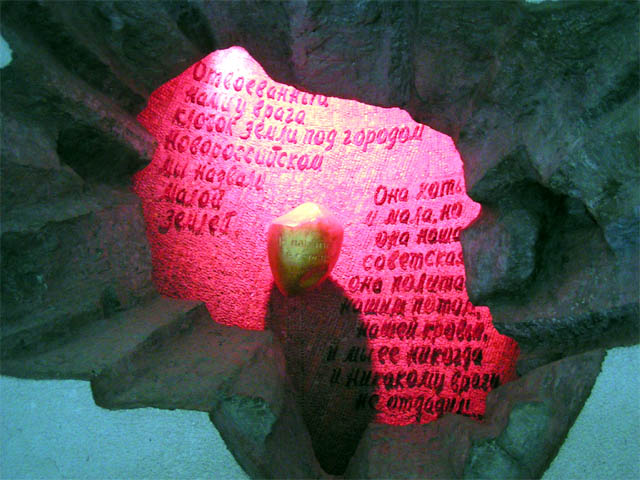 Отвоеванный
нами у врага
клочок земли под городом
Новороссийском
мы назвали
Малой
Землей.
Она хоть
и мала, но
она наша
советская
она полита
нашим потом,
нашей кровью,
и мы ее никогда
и никакому врагу
не отдадим